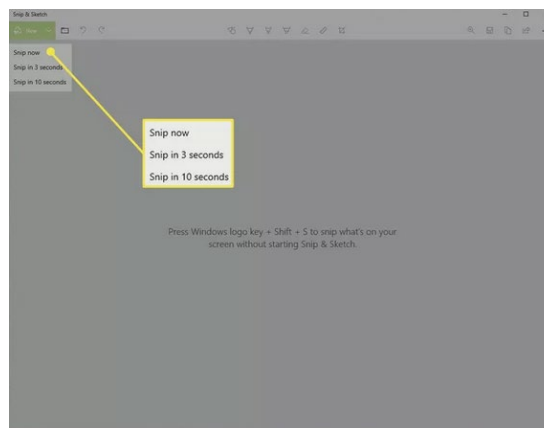 Snip & Sketch
New
Snip now
Snip in 3 seconds
Snip in 10 seconds
Snip now
Snip in 3 seconds
Snip in 10 seconds
Press Windows logo key + Shift + S to snip what's on your
screen without starting Snip & Sketch.